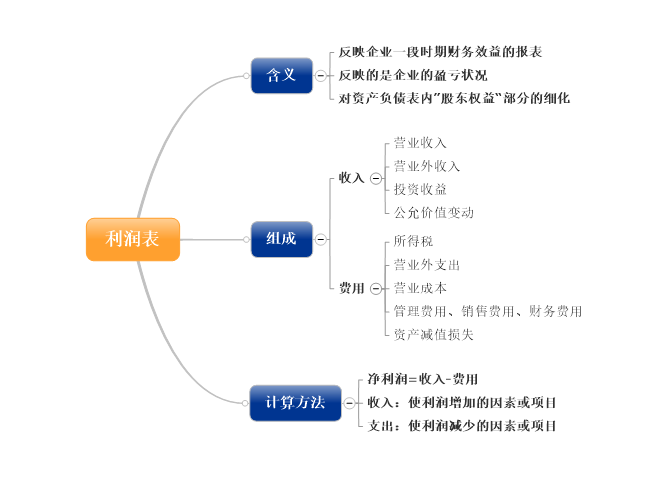 利润表
含义
反映企业一段时期财务效益的报表
反映的是企业的盈亏状况
对资产负债表内”股东权益“部分的细化
组成
收入
营业收入
营业外收入
投资收益
公允价值变动
费用
所得税
营业外支出
营业成本
管理费用、销售费用、财务费用
资产减值损失
计算方法
净利润=收入-费用
收入：使利润增加的因素或项目
支出：使利润减少的因素或项目